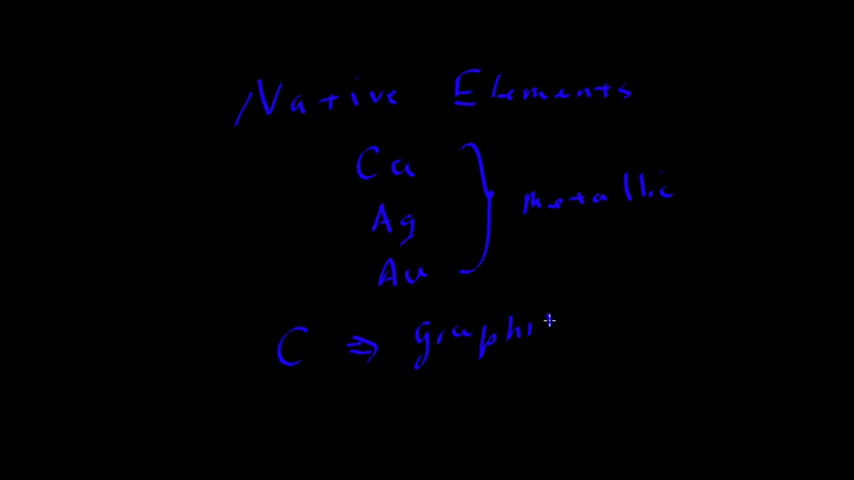 Native Elements
Cu
Ag
Au
} metallic
C ⇒ graphi